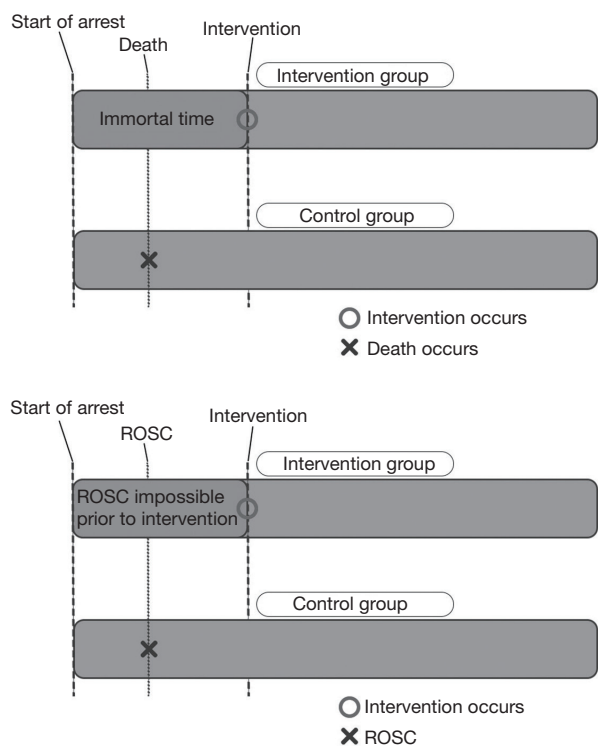 Start of arrest
Death
Intervention
Intervention group
Immortal time
Control group
Intervention occurs
Death occurs
Start of arrest
ROSC
Intervention
Intervention group
ROSC impossible
prior to intervention
Control group
Intervention occurs
ROSC